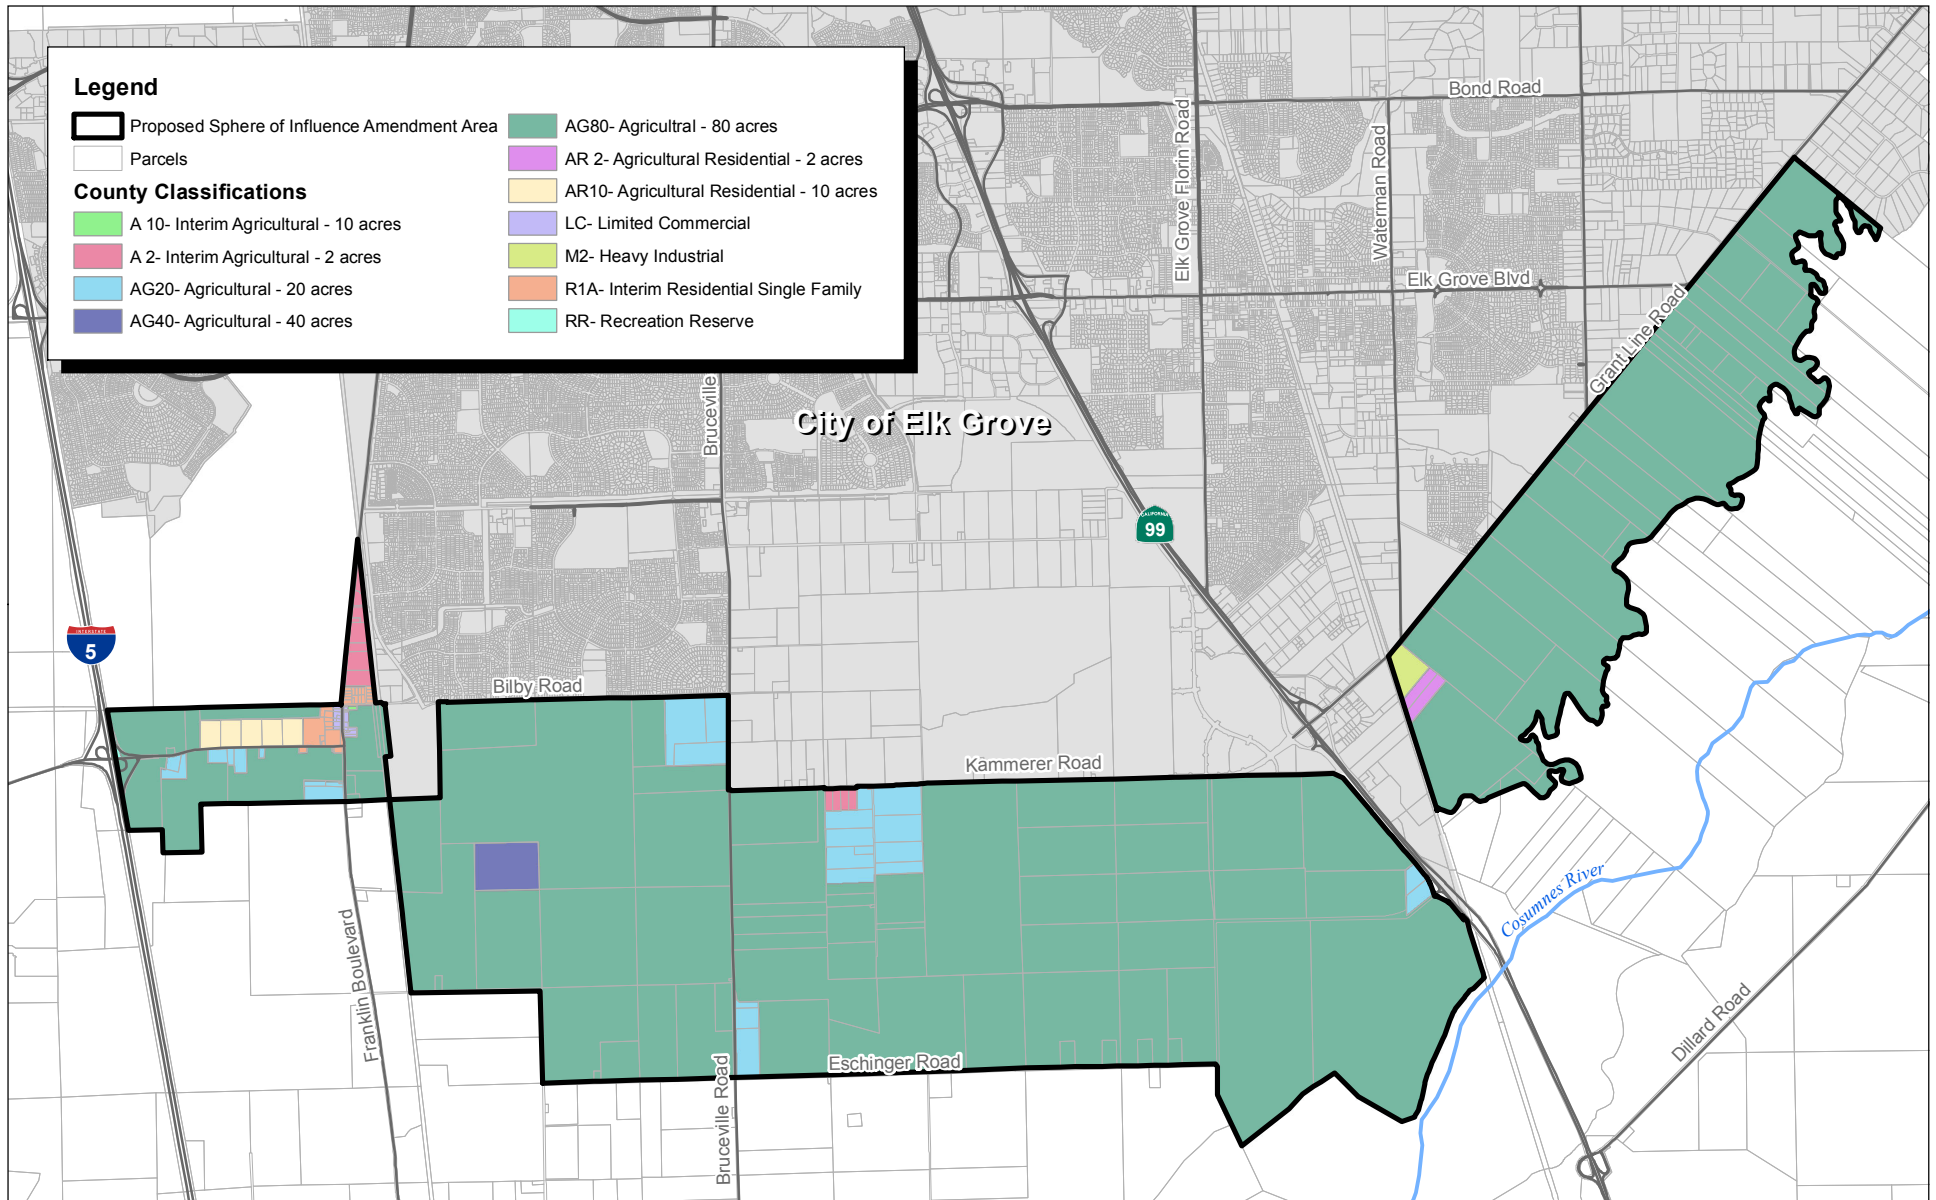 Legend
Proposed Sphere of Influence Amendment Area
Parcels
County Classifications
A 10- Interim Agricultural - 10 acres
A 2- Interim Agricultural - 2 acres
AG20- Agricultural - 20 acres
AG40- Agricultural - 40 acres
AG80- Agricultral - 80 acres
AR 2- Agricultural Residential - 2 acres
AR10- Agricultural Residential - 10 acres
LC- Limited Commercial
M2- Heavy Industrial
R1A- Interim Residential Single Family
RR- Recreation Reserve
Bond Road
Elk Grove Florin Road
Waterman Road
Elk Grove Blvd
Grant Line Road
Bruceville
City of Elk Grove
CALIFORNIA
99
INTERSTATE
5
Bilby Road
Kammerer Road
Cosumnes River
Franklin Boulevard
Dillard Road
Eschinger Road
Bruceville Road